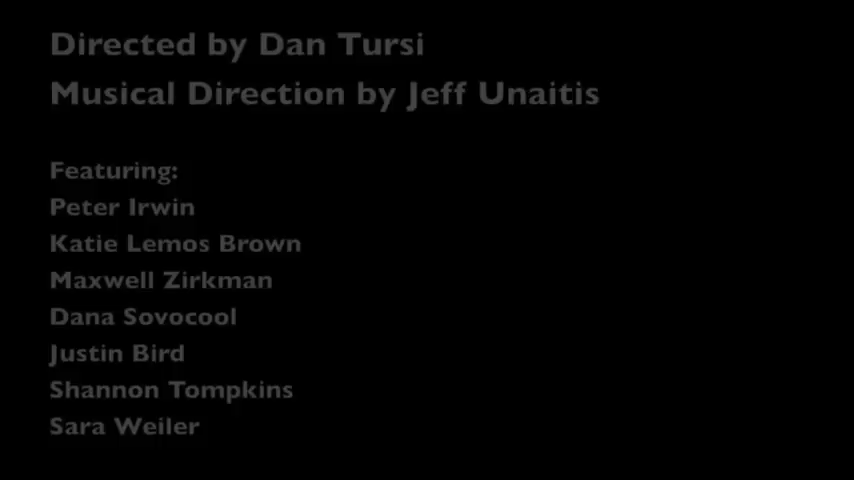 Directed by Dan Tursi
Musical Direction by Jeff Unaitis
Featuring:
Peter Irwin
Katie Lemos Brown
Maxwell Zirkman
Dana Sovocool
Justin Bird
Shannon Tompkins
Sara Weiler